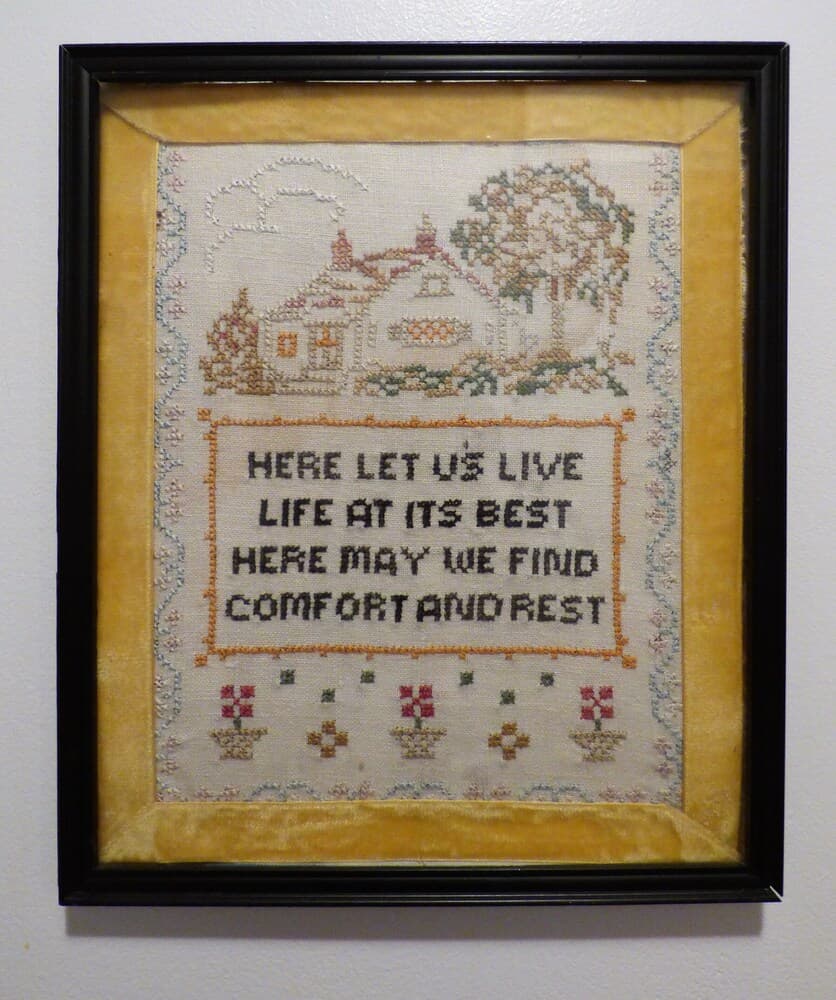 HERE LET US LIVE
LIFE AT ITS BEST
HERE MAY WE FIND
COMFORT AND REST